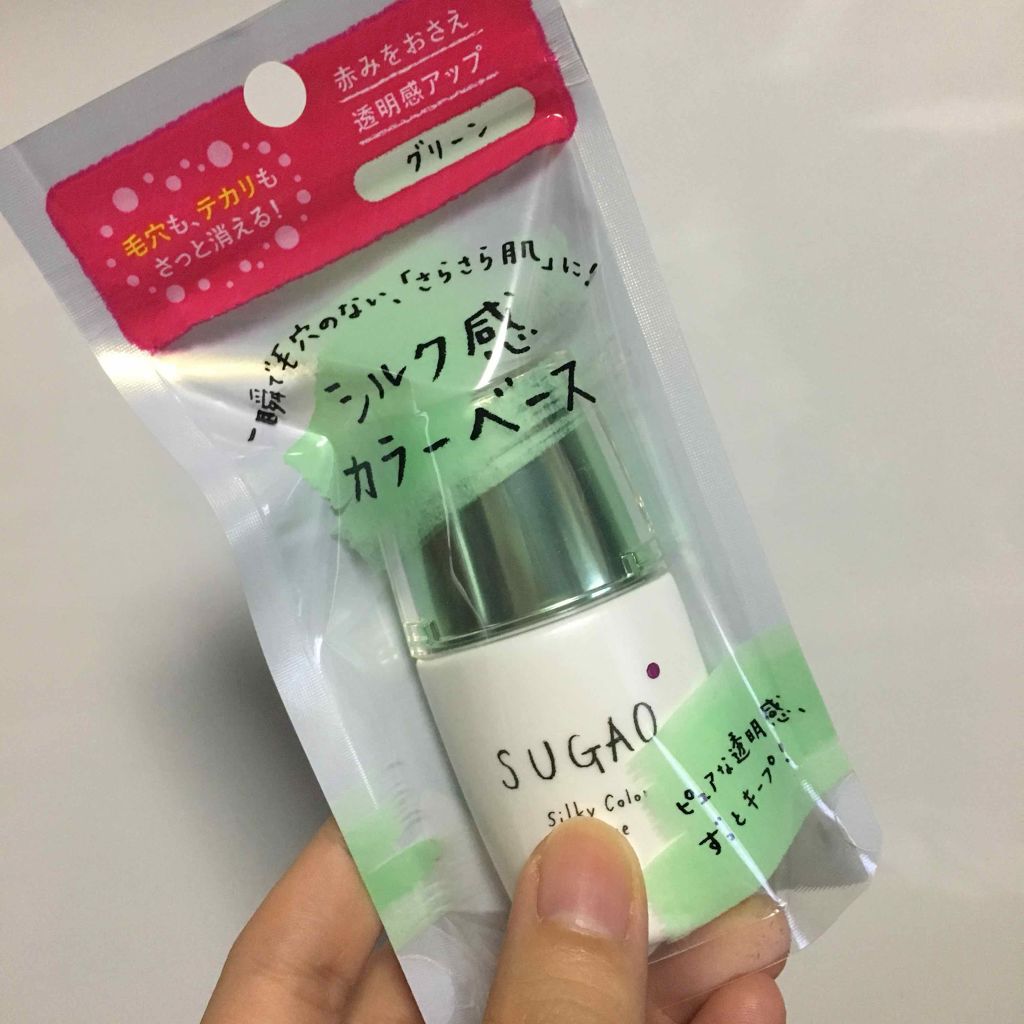 赤みをおさえ
透明感アップ
グリーン
毛穴も、テカリも
さっと消える!
一瞬で毛穴のない、「さらさら肌」に!
シルク感
カラーベース
SUGAO
Silky Color
ピュアな透明感、
ずっとキープ!